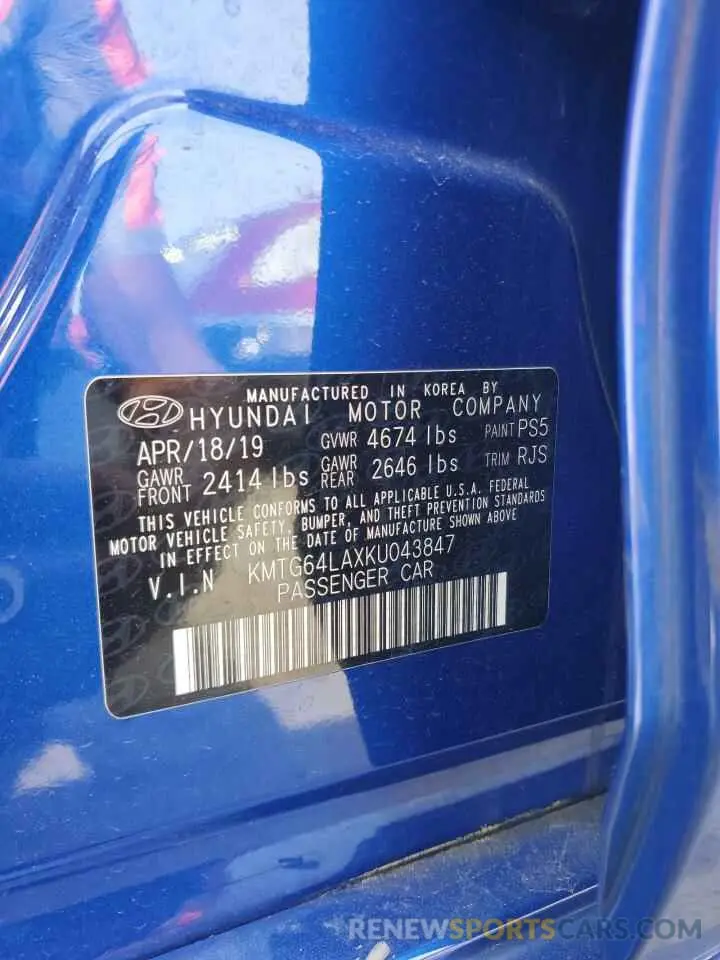 MANUFACTURED IN KOREA BY
HYUNDAI MOTOR COMPANY
APR/18/19 GVWR 4674 lbs PAINT PS5
GAWR FRONT 2414 lbs GAWR REAR 2646 lbs TRIM RJS
THIS VEHICLE CONFORMS TO ALL APPLICABLE U.S.A. FEDERAL
MOTOR VEHICLE SAFETY, BUMPER, AND THEFT PREVENTION STANDARDS
IN EFFECT ON THE DATE OF MANUFACTURE SHOWN ABOVE
V.I.N KMTG64LAXKU043847
PASSENGER CAR
RENEWSPORTSCARS.COM